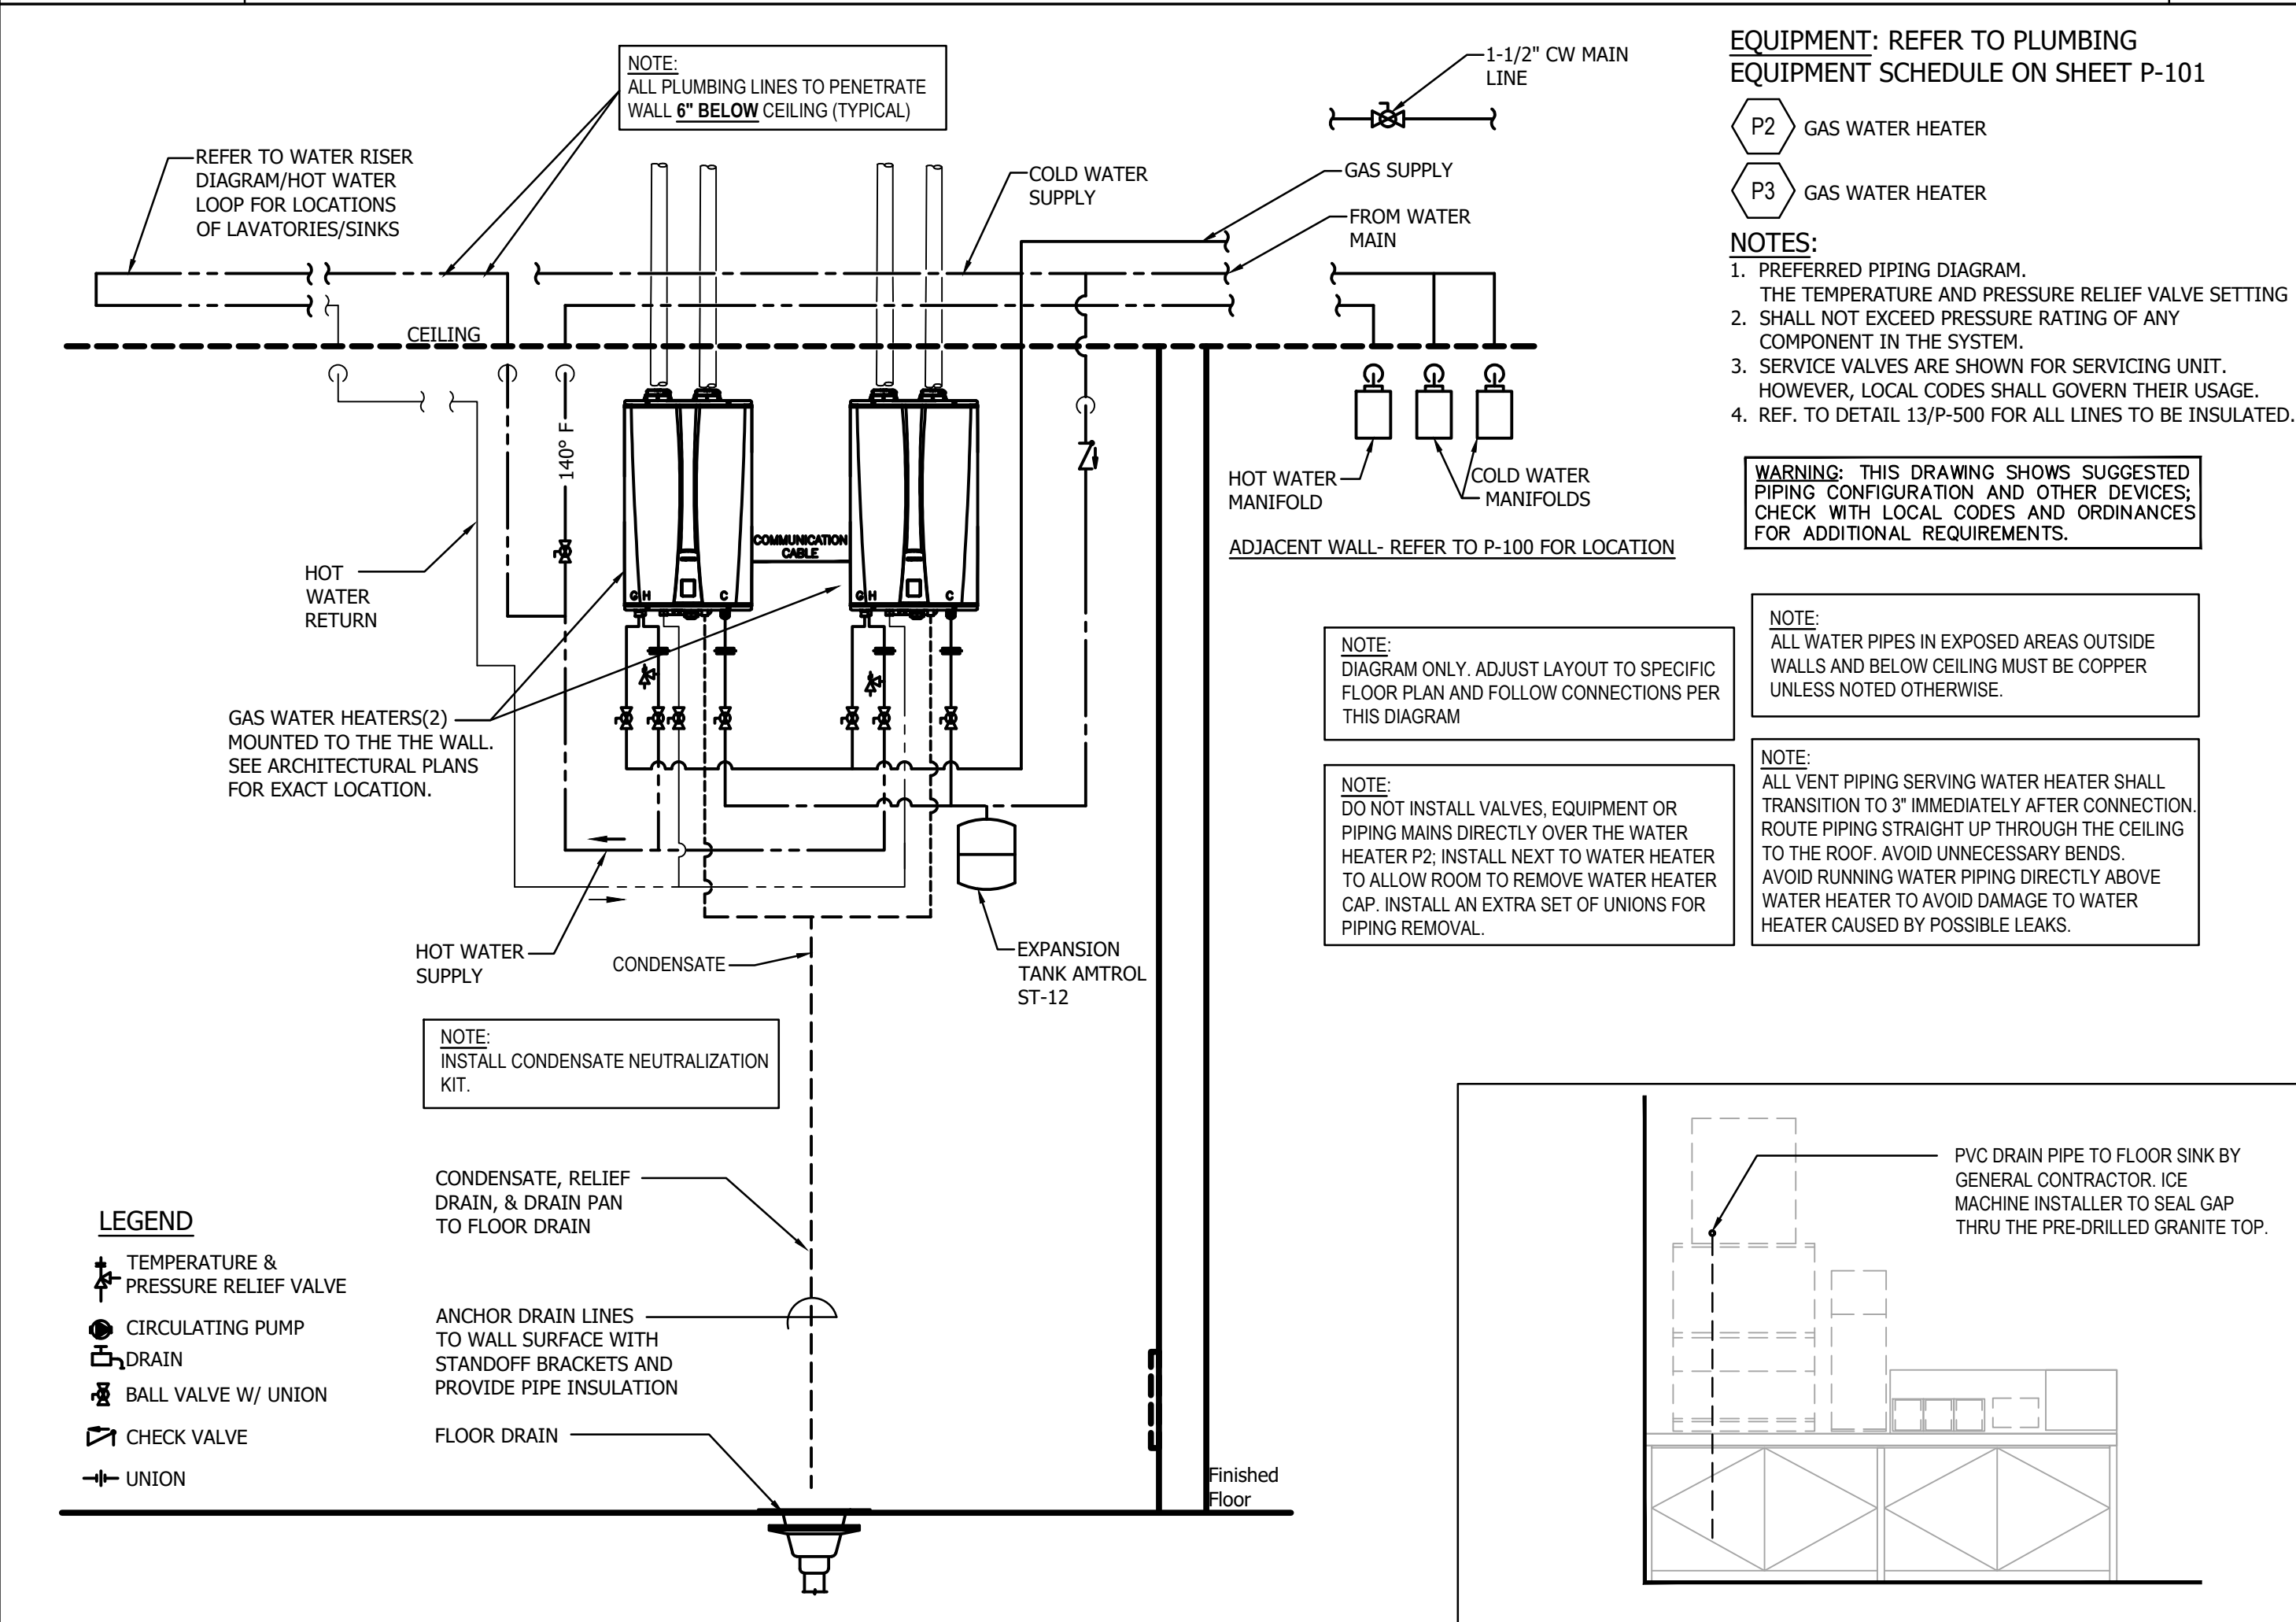 NOTE:
ALL PLUMBING LINES TO PENETRATE
WALL 6" BELOW CEILING (TYPICAL)
1-1/2" CW MAIN
LINE
REFER TO WATER RISER
DIAGRAM/HOT WATER
LOOP FOR LOCATIONS
OF LAVATORIES/SINKS
COLD WATER
SUPPLY
GAS SUPPLY
FROM WATER
MAIN
CEILING
140° F
COMMUNICATION
CABLE
G H
C
G H
C
HOT
WATER
RETURN
GAS WATER HEATERS(2)
MOUNTED TO THE THE WALL.
SEE ARCHITECTURAL PLANS
FOR EXACT LOCATION.
HOT WATER
MANIFOLD
COLD WATER
MANIFOLDS
ADJACENT WALL- REFER TO P-100 FOR LOCATION
HOT WATER
SUPPLY
CONDENSATE
EXPANSION
TANK AMTROL
ST-12
NOTE:
INSTALL CONDENSATE NEUTRALIZATION
KIT.
CONDENSATE, RELIEF
DRAIN, & DRAIN PAN
TO FLOOR DRAIN
ANCHOR DRAIN LINES
TO WALL SURFACE WITH
STANDOFF BRACKETS AND
PROVIDE PIPE INSULATION
FLOOR DRAIN
Finished
Floor
LEGEND
TEMPERATURE &
PRESSURE RELIEF VALVE
CIRCULATING PUMP
DRAIN
BALL VALVE W/ UNION
CHECK VALVE
UNION
EQUIPMENT: REFER TO PLUMBING
EQUIPMENT SCHEDULE ON SHEET P-101
P2 GAS WATER HEATER
P3 GAS WATER HEATER
NOTES:
1. PREFERRED PIPING DIAGRAM.
THE TEMPERATURE AND PRESSURE RELIEF VALVE SETTING
2. SHALL NOT EXCEED PRESSURE RATING OF ANY
COMPONENT IN THE SYSTEM.
3. SERVICE VALVES ARE SHOWN FOR SERVICING UNIT.
HOWEVER, LOCAL CODES SHALL GOVERN THEIR USAGE.
4. REF. TO DETAIL 13/P-500 FOR ALL LINES TO BE INSULATED.
WARNING: THIS DRAWING SHOWS SUGGESTED
PIPING CONFIGURATION AND OTHER DEVICES;
CHECK WITH LOCAL CODES AND ORDINANCES
FOR ADDITIONAL REQUIREMENTS.
NOTE:
DIAGRAM ONLY. ADJUST LAYOUT TO SPECIFIC
FLOOR PLAN AND FOLLOW CONNECTIONS PER
THIS DIAGRAM
NOTE:
ALL WATER PIPES IN EXPOSED AREAS OUTSIDE
WALLS AND BELOW CEILING MUST BE COPPER
UNLESS NOTED OTHERWISE.
NOTE:
DO NOT INSTALL VALVES, EQUIPMENT OR
PIPING MAINS DIRECTLY OVER THE WATER
HEATER P2; INSTALL NEXT TO WATER HEATER
TO ALLOW ROOM TO REMOVE WATER HEATER
CAP. INSTALL AN EXTRA SET OF UNIONS FOR
PIPING REMOVAL.
NOTE:
ALL VENT PIPING SERVING WATER HEATER SHALL
TRANSITION TO 3" IMMEDIATELY AFTER CONNECTION.
ROUTE PIPING STRAIGHT UP THROUGH THE CEILING
TO THE ROOF. AVOID UNNECESSARY BENDS.
AVOID RUNNING WATER PIPING DIRECTLY ABOVE
WATER HEATER TO AVOID DAMAGE TO WATER
HEATER CAUSED BY POSSIBLE LEAKS.
PVC DRAIN PIPE TO FLOOR SINK BY
GENERAL CONTRACTOR. ICE
MACHINE INSTALLER TO SEAL GAP
THRU THE PRE-DRILLED GRANITE TOP.